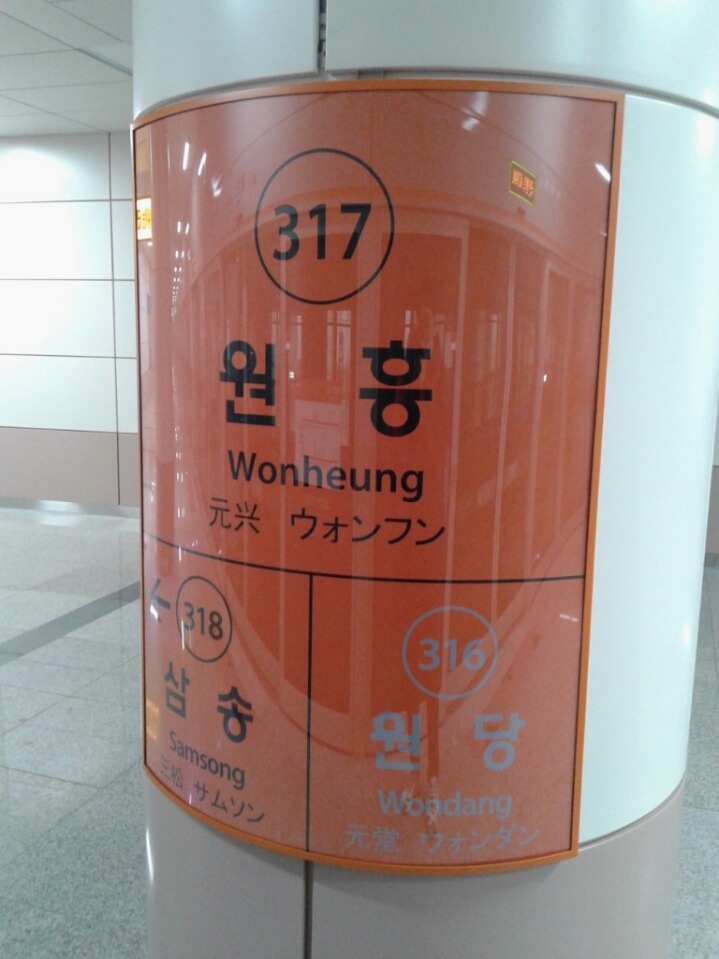 317
원 흥
Wonheung
元兴 ウォンフン
← 318
삼 송
Samsong
三松 サムソン
316
원 당
Wondang
元堂 ウォンダン